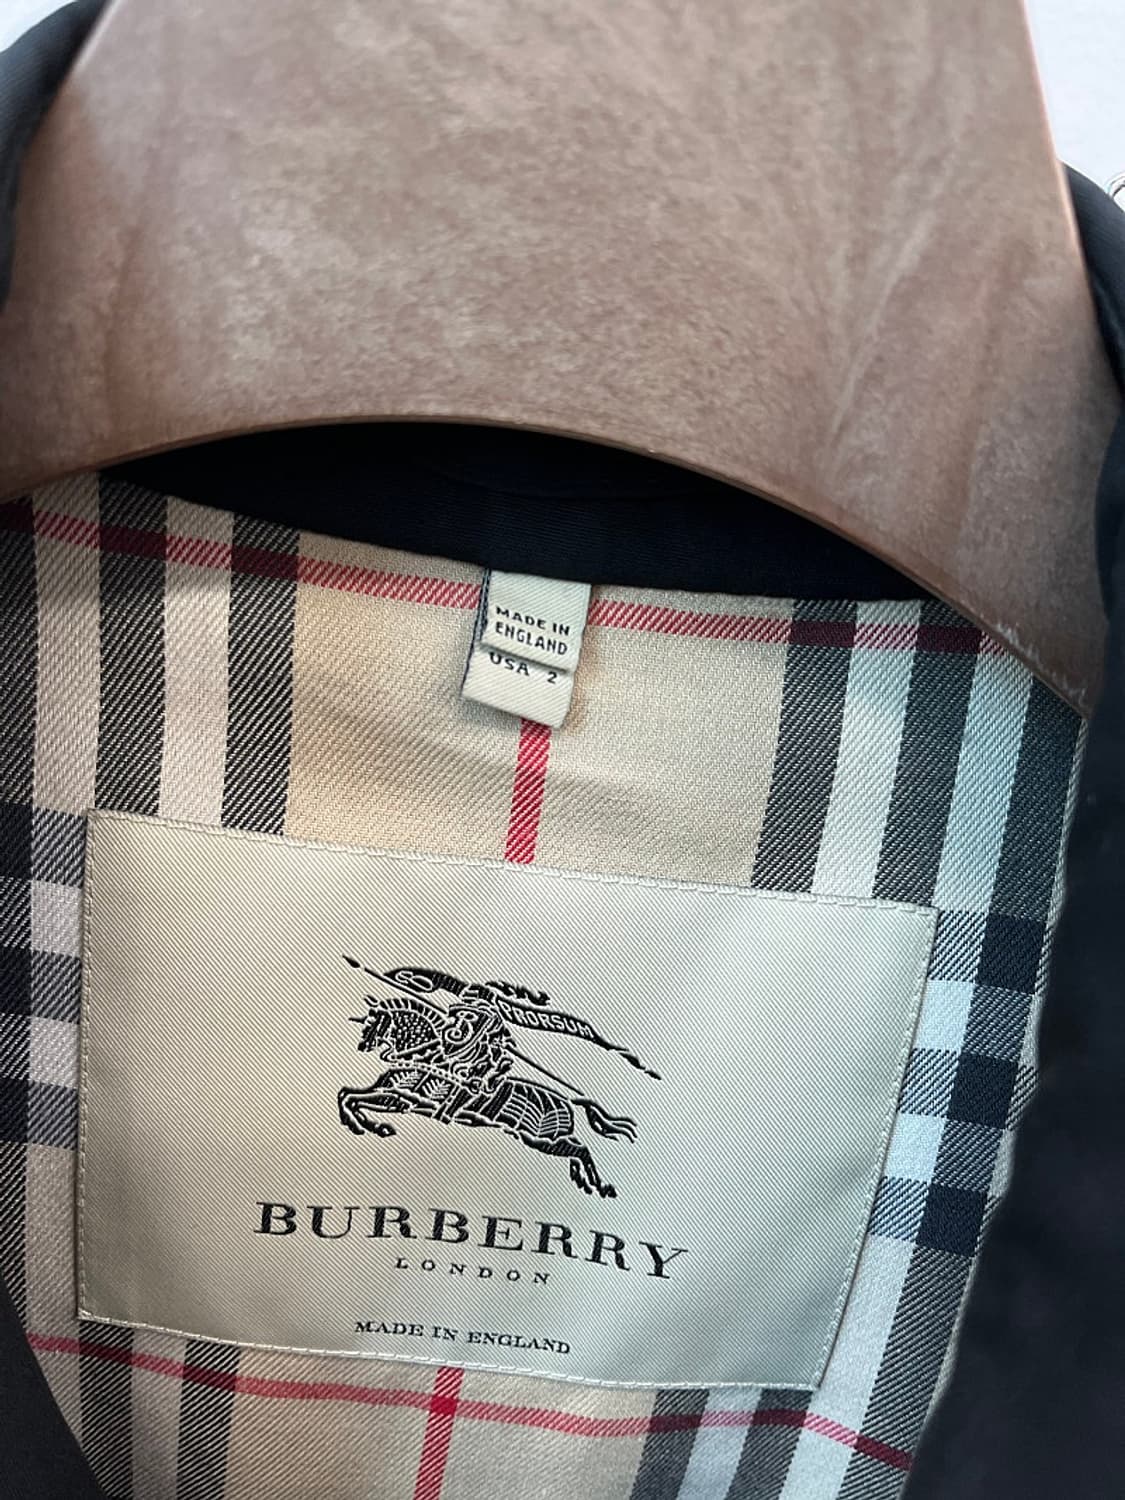 MADE IN
ENGLAND
USA 2
PRORSUM
BURBERRY
LONDON
MADE IN ENGLAND